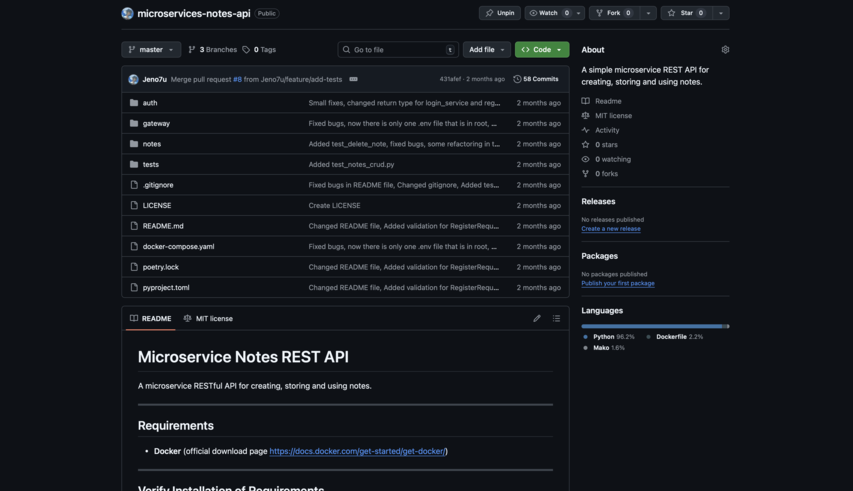 microservices-notes-api Public
Unpin Watch 0 Fork 0 Star 0
master 3 Branches 0 Tags Go to file t Add file Code
Jeno7u Merge pull request #8 from Jeno7u/feature/add-tests 431afef · 2 months ago 58 Commits
auth Small fixes, changed return type for login_service and reg... 2 months ago
gateway Fixed bugs, now there is only one .env file that is in root, ... 2 months ago
notes Added test_delete_note, fixed bugs, some refactoring in t... 2 months ago
tests Added test_notes_crud.py 2 months ago
.gitignore Fixed bugs in README file, Changed gitignore, Added tes... 2 months ago
LICENSE Create LICENSE 2 months ago
README.md Changed README file, Added validation for RegisterRequ... 2 months ago
docker-compose.yaml Fixed bugs, now there is only one .env file that is in root, ... 2 months ago
poetry.lock Changed README file, Added validation for RegisterRequ... 2 months ago
pyproject.toml Changed README file, Added validation for RegisterRequ... 2 months ago
README MIT license
Microservice Notes REST API
A microservice RESTful API for creating, storing and using notes.
Requirements
• Docker (official download page https://docs.docker.com/get-started/get-docker/)
Verify Installation of Requirements
About
A simple microservice REST API for
creating, storing and using notes.
Readme
MIT license
Activity
0 stars
0 watching
0 forks
Releases
No releases published
Create a new release
Packages
No packages published
Publish your first package
Languages
Python 96.2% Dockerfile 2.2%
Mako 1.6%